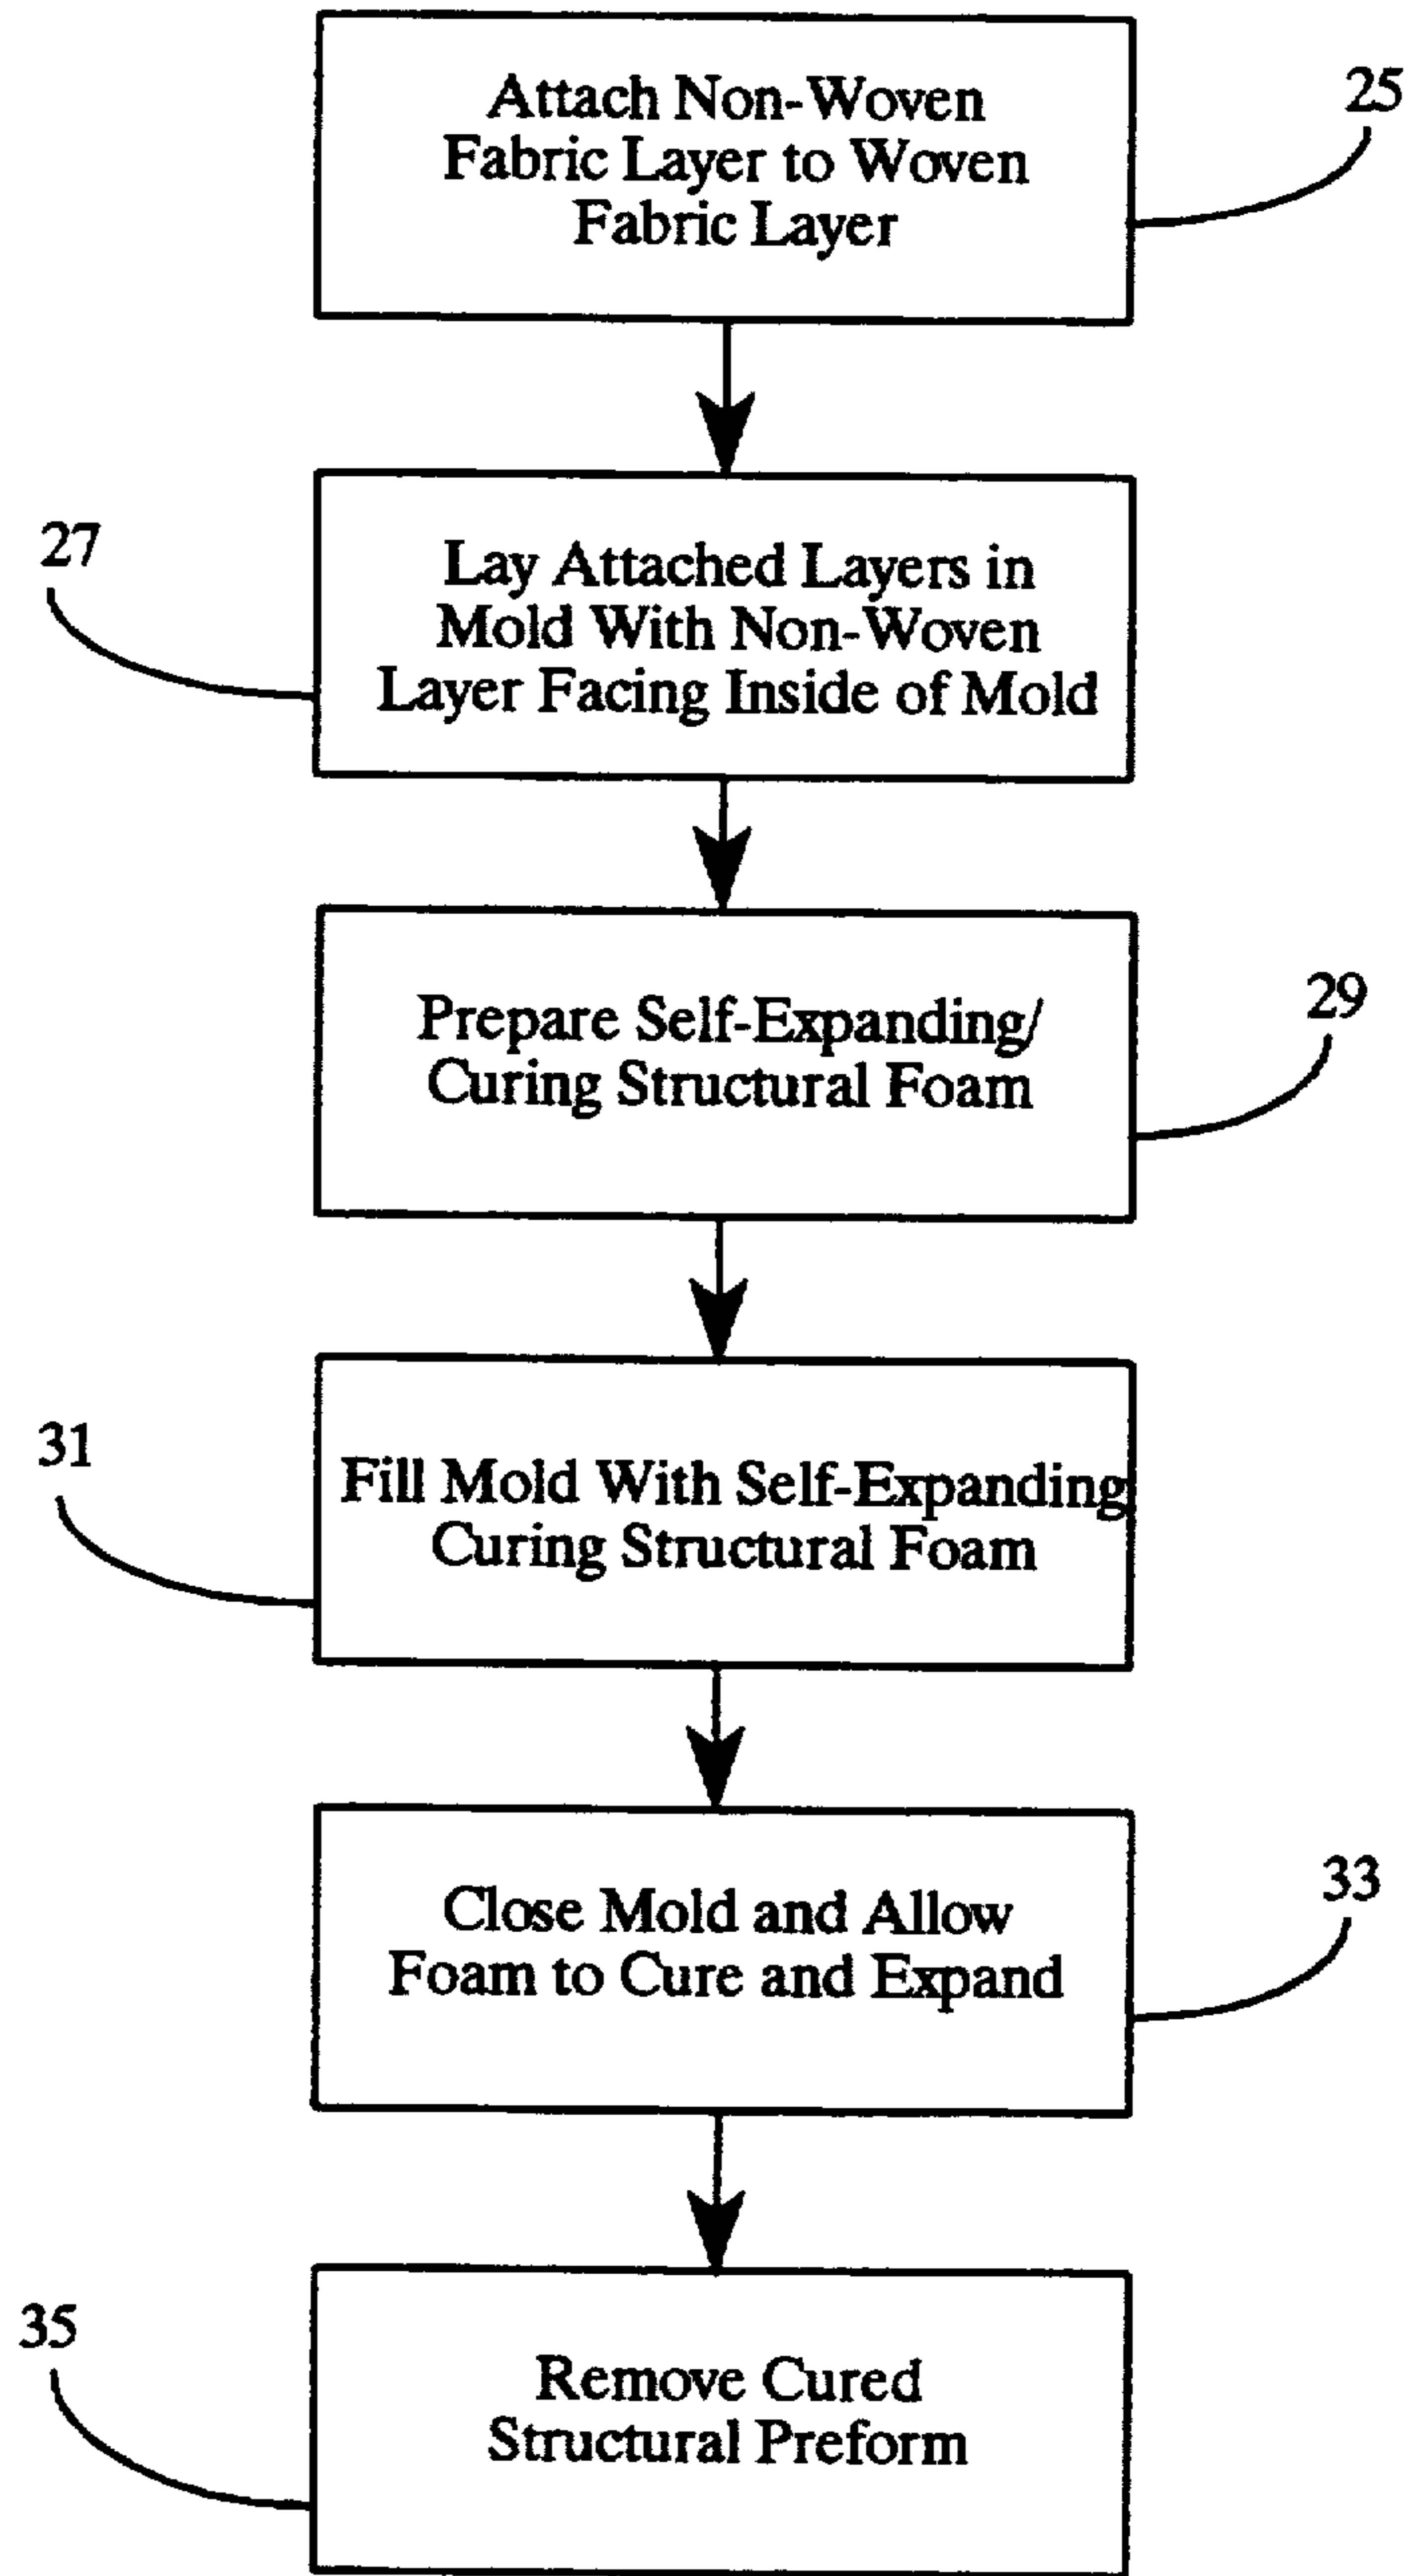 Attach Non-Woven
Fabric Layer to Woven
Fabric Layer
25
27
Lay Attached Layers in
Mold With Non-Woven
Layer Facing Inside of Mold
Prepare Self-Expanding/
Curing Structural Foam
29
31
Fill Mold With Self-Expanding
Curing Structural Foam
Close Mold and Allow
Foam to Cure and Expand
33
35
Remove Cured
Structural Preform